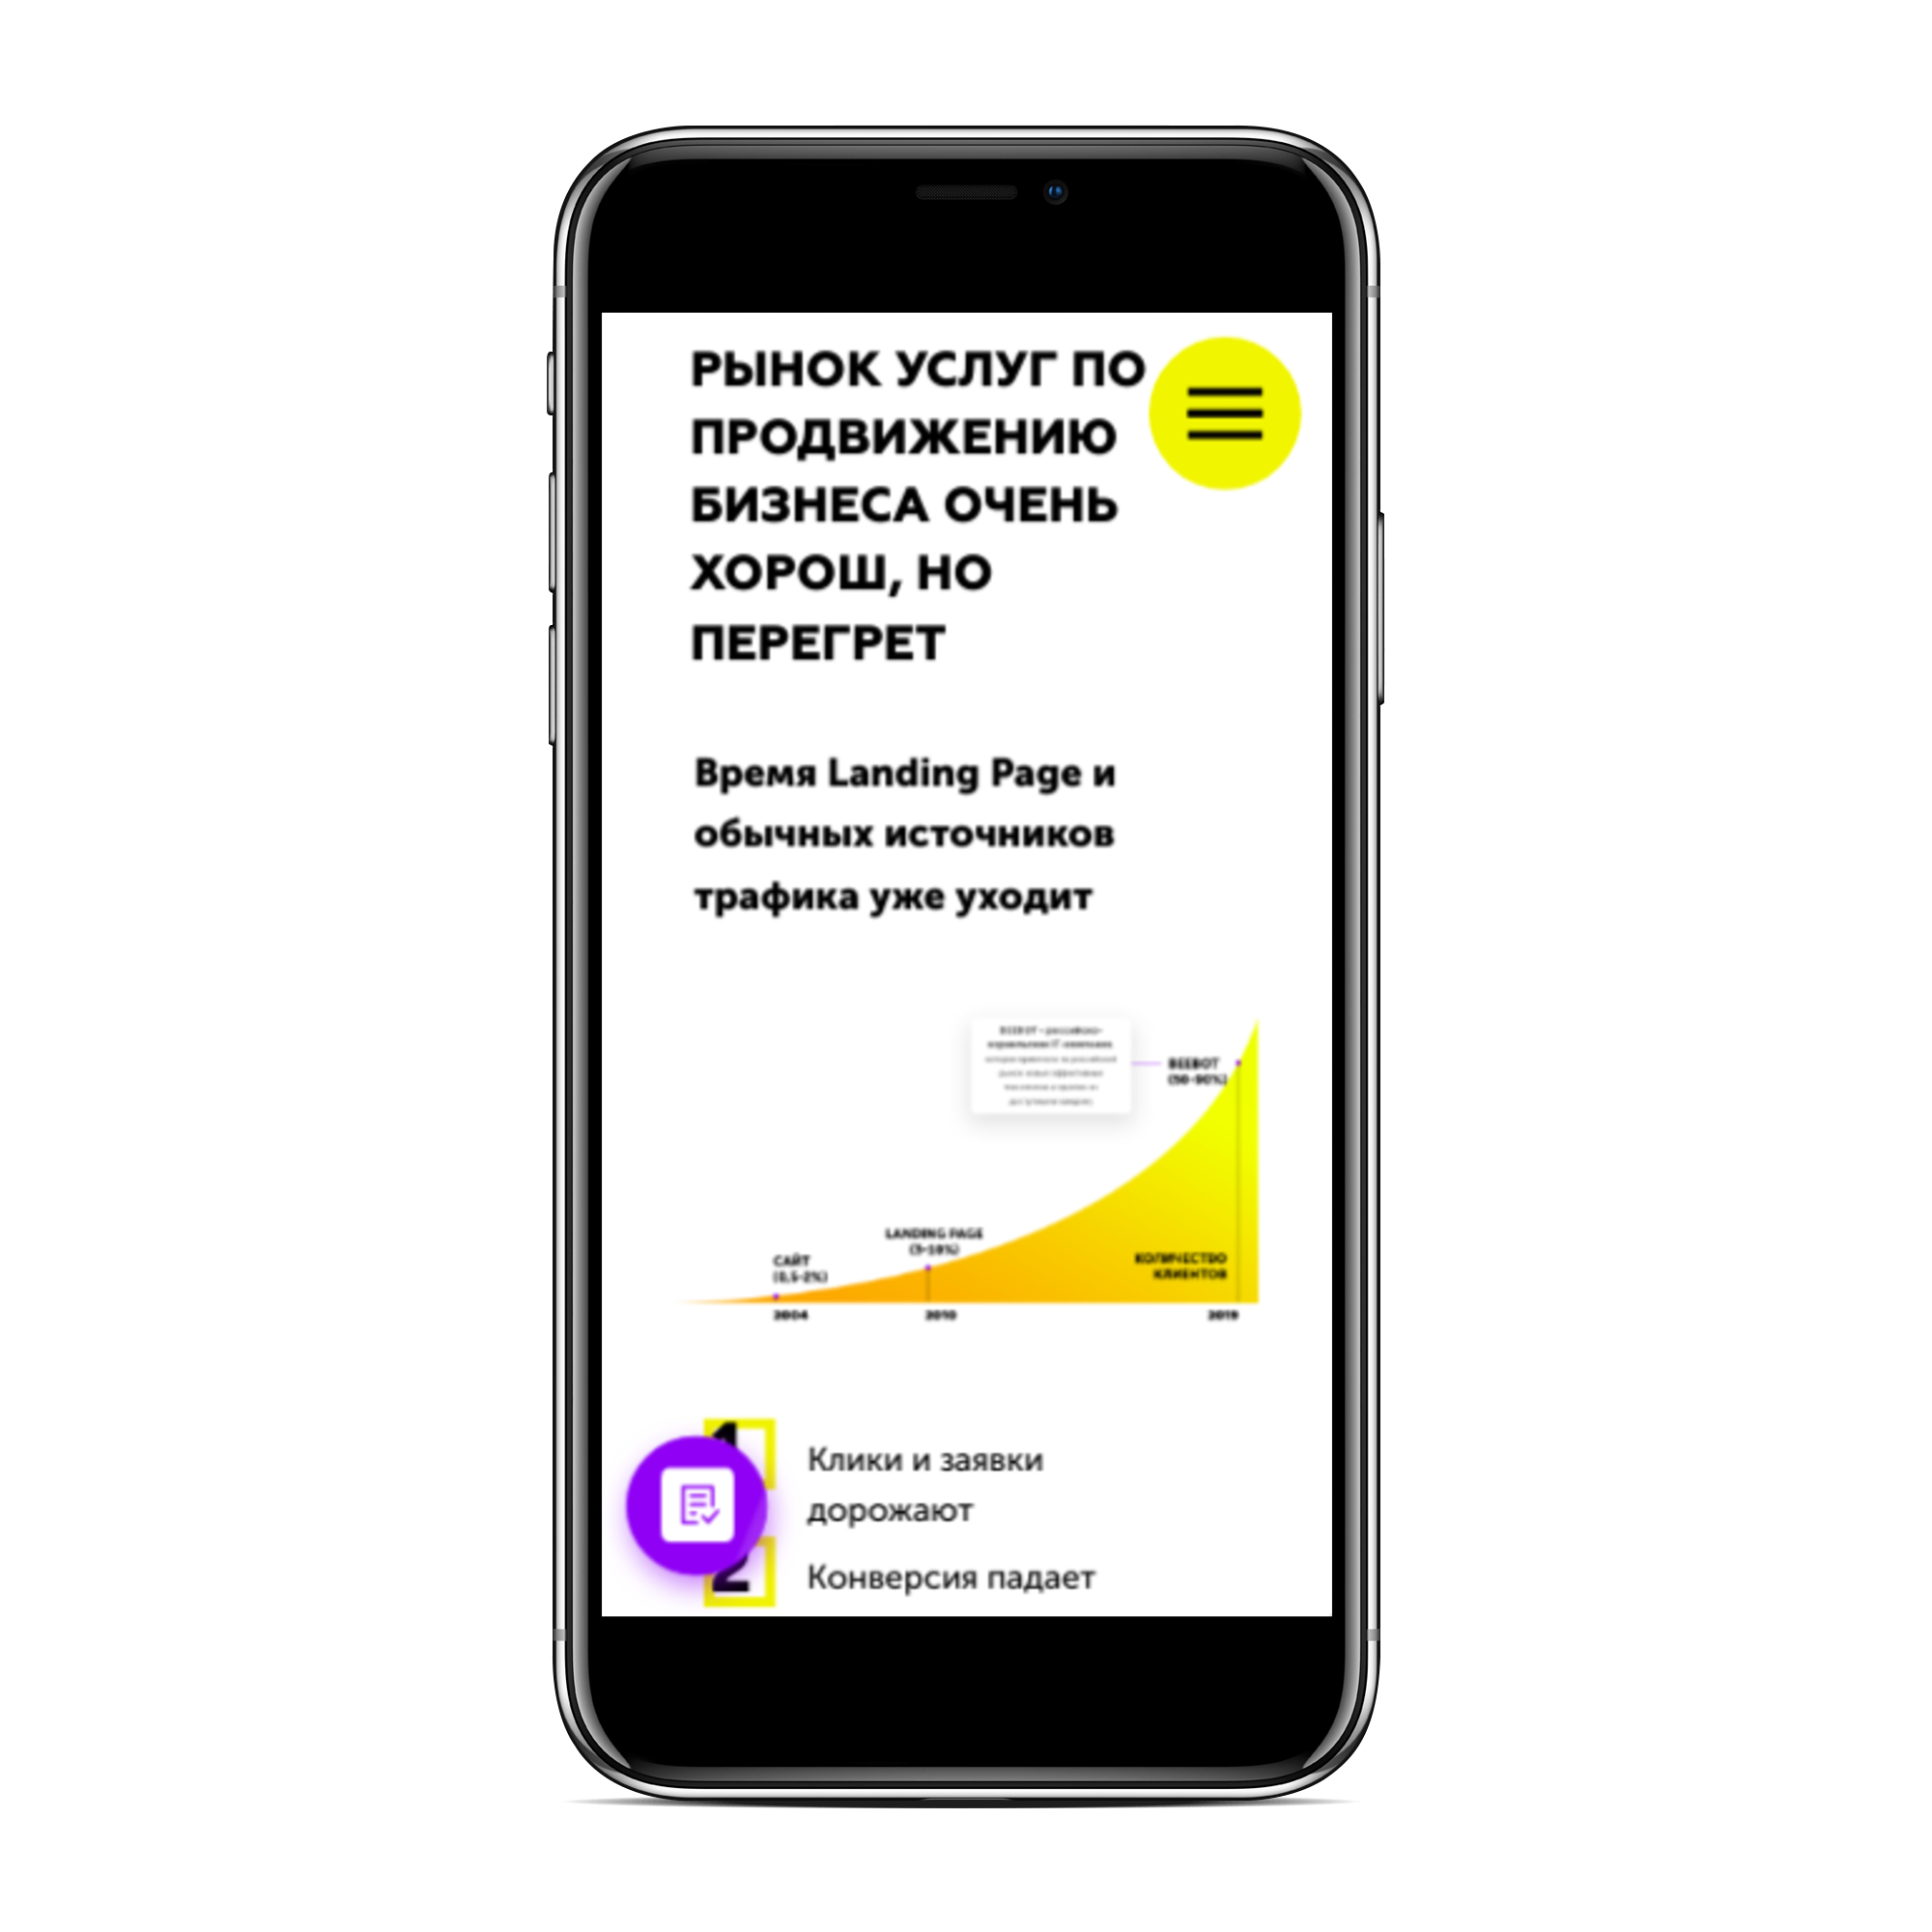 РЫНОК УСЛУГ ПО
ПРОДВИЖЕНИЮ
БИЗНЕСА ОЧЕНЬ
ХОРОШ, НО
ПЕРЕГРЕТ
Время Landing Page и
обычных источников
трафика уже уходит
BEEBOT
(50-90%)
LANDING PAGE
(3-10%)
САЙТ
(0,5-2%)
КОЛИЧЕСТВО
КЛИЕНТОВ
2004
2010
2019
1
Клики и заявки
дорожают
2
Конверсия падает